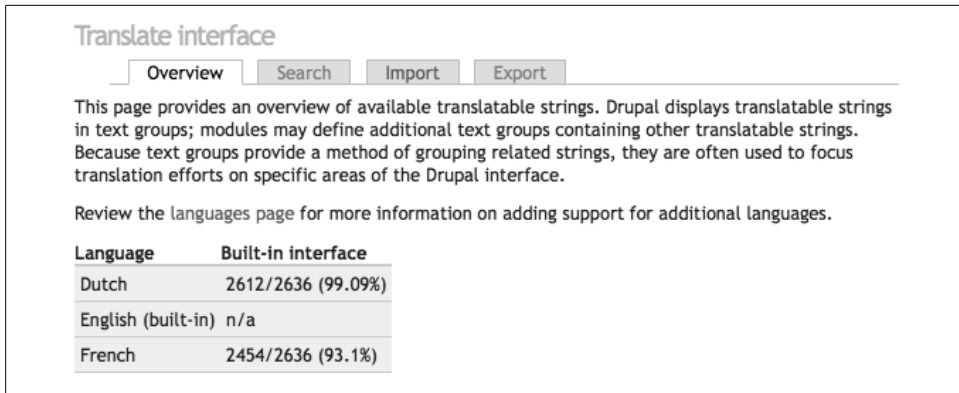 Translate interface
Overview Search Import Export
This page provides an overview of available translatable strings. Drupal displays translatable strings
in text groups; modules may define additional text groups containing other translatable strings.
Because text groups provide a method of grouping related strings, they are often used to focus
translation efforts on specific areas of the Drupal interface.
Review the languages page for more information on adding support for additional languages.
Language Built-in interface
Dutch 2612/2636 (99.09%)
English (built-in) n/a
French 2454/2636 (93.1%)